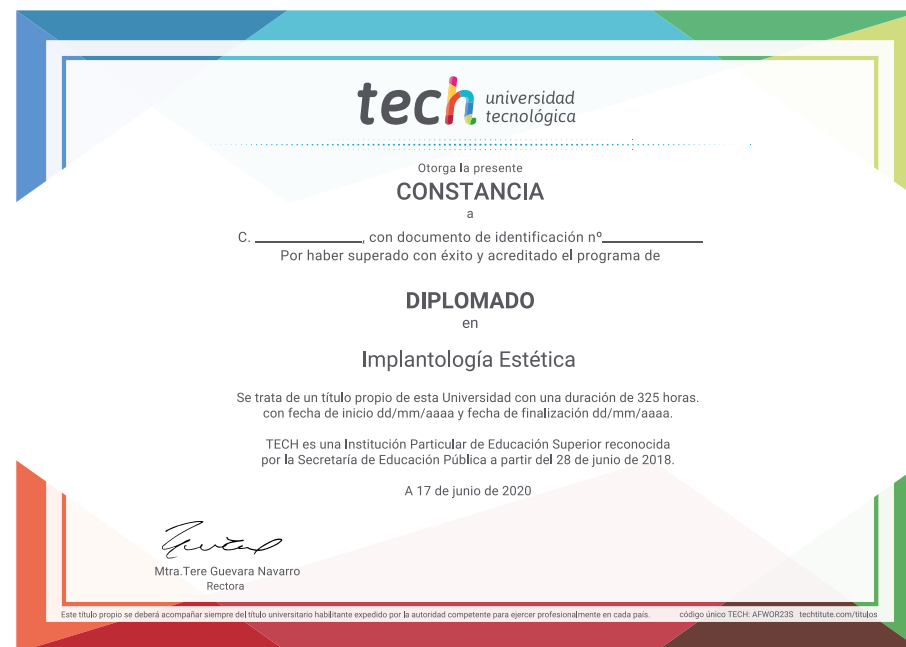 tech universidad
tecnológica
Otorga la presente
CONSTANCIA
a
C. ____________, con documento de identificación nº____________
Por haber superado con éxito y acreditado el programa de
DIPLOMADO
en
Implantología Estética
Se trata de un título propio de esta Universidad con una duración de 325 horas.
con fecha de inicio dd/mm/aaaa y fecha de finalización dd/mm/aaaa.
TECH es una Institución Particular de Educación Superior reconocida
por la Secretaría de Educación Pública a partir del 28 de junio de 2018.
A 17 de junio de 2020
Mtra.Tere Guevara Navarro
Rectora
Este título propio se deberá acompañar siempre del título universitario habilitante expedido por la autoridad competente para ejercer profesionalmente en cada país. código único TECH: AFWOR23S techtitute.com/titulos